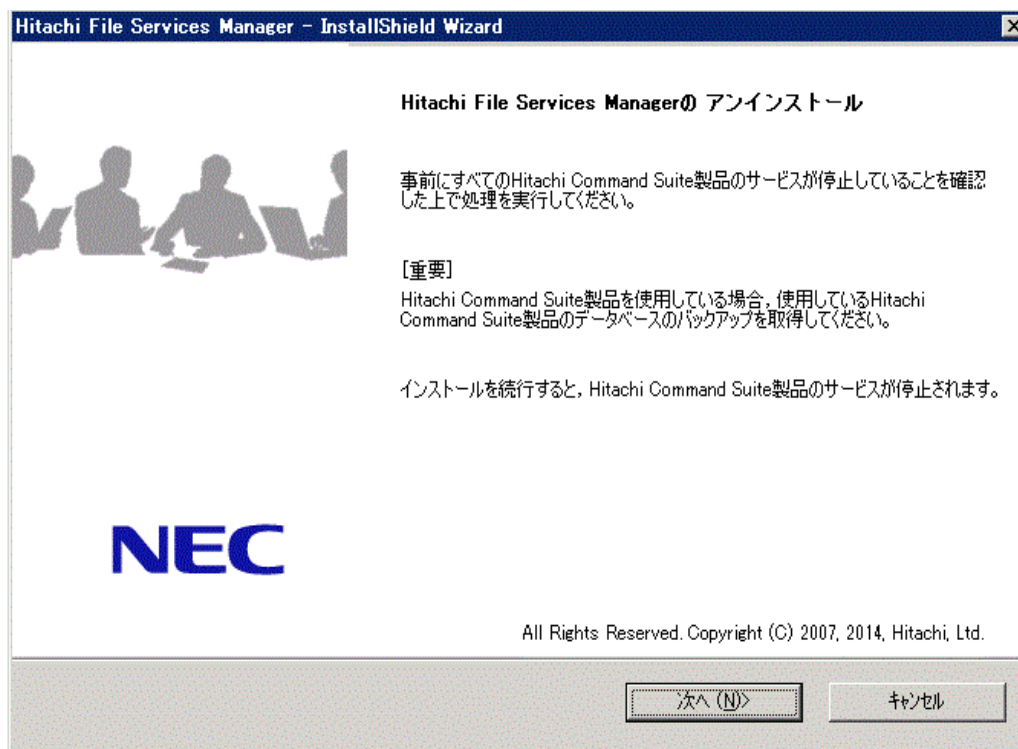 Hitachi File Services Manager - InstallShield Wizard
Hitachi File Services Managerの アンインストール
事前にすべてのHitachi Command Suite製品のサービスが停止していることを確認
した上で処理を実行してください。
[重要]
Hitachi Command Suite製品を使用している場合, 使用しているHitachi
Command Suite製品のデータベースのバックアップを取得してください。
インストールを続行すると, Hitachi Command Suite製品のサービスが停止されます。
NEC
All Rights Reserved. Copyright (C) 2007, 2014, Hitachi, Ltd.
次へ (N)>
キャンセル